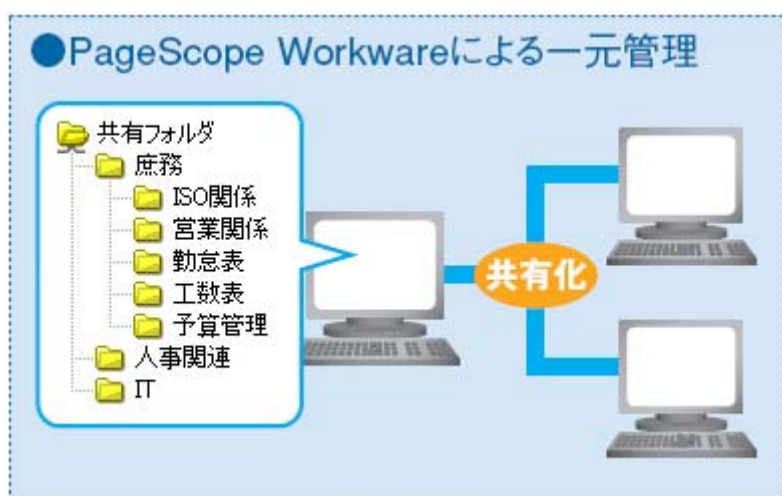 ●PageScope Workwareによる一元管理
共有フォルダ
庶務
ISO関係
営業関係
勤怠表
工数表
予算管理
人事関連
IT
共有化